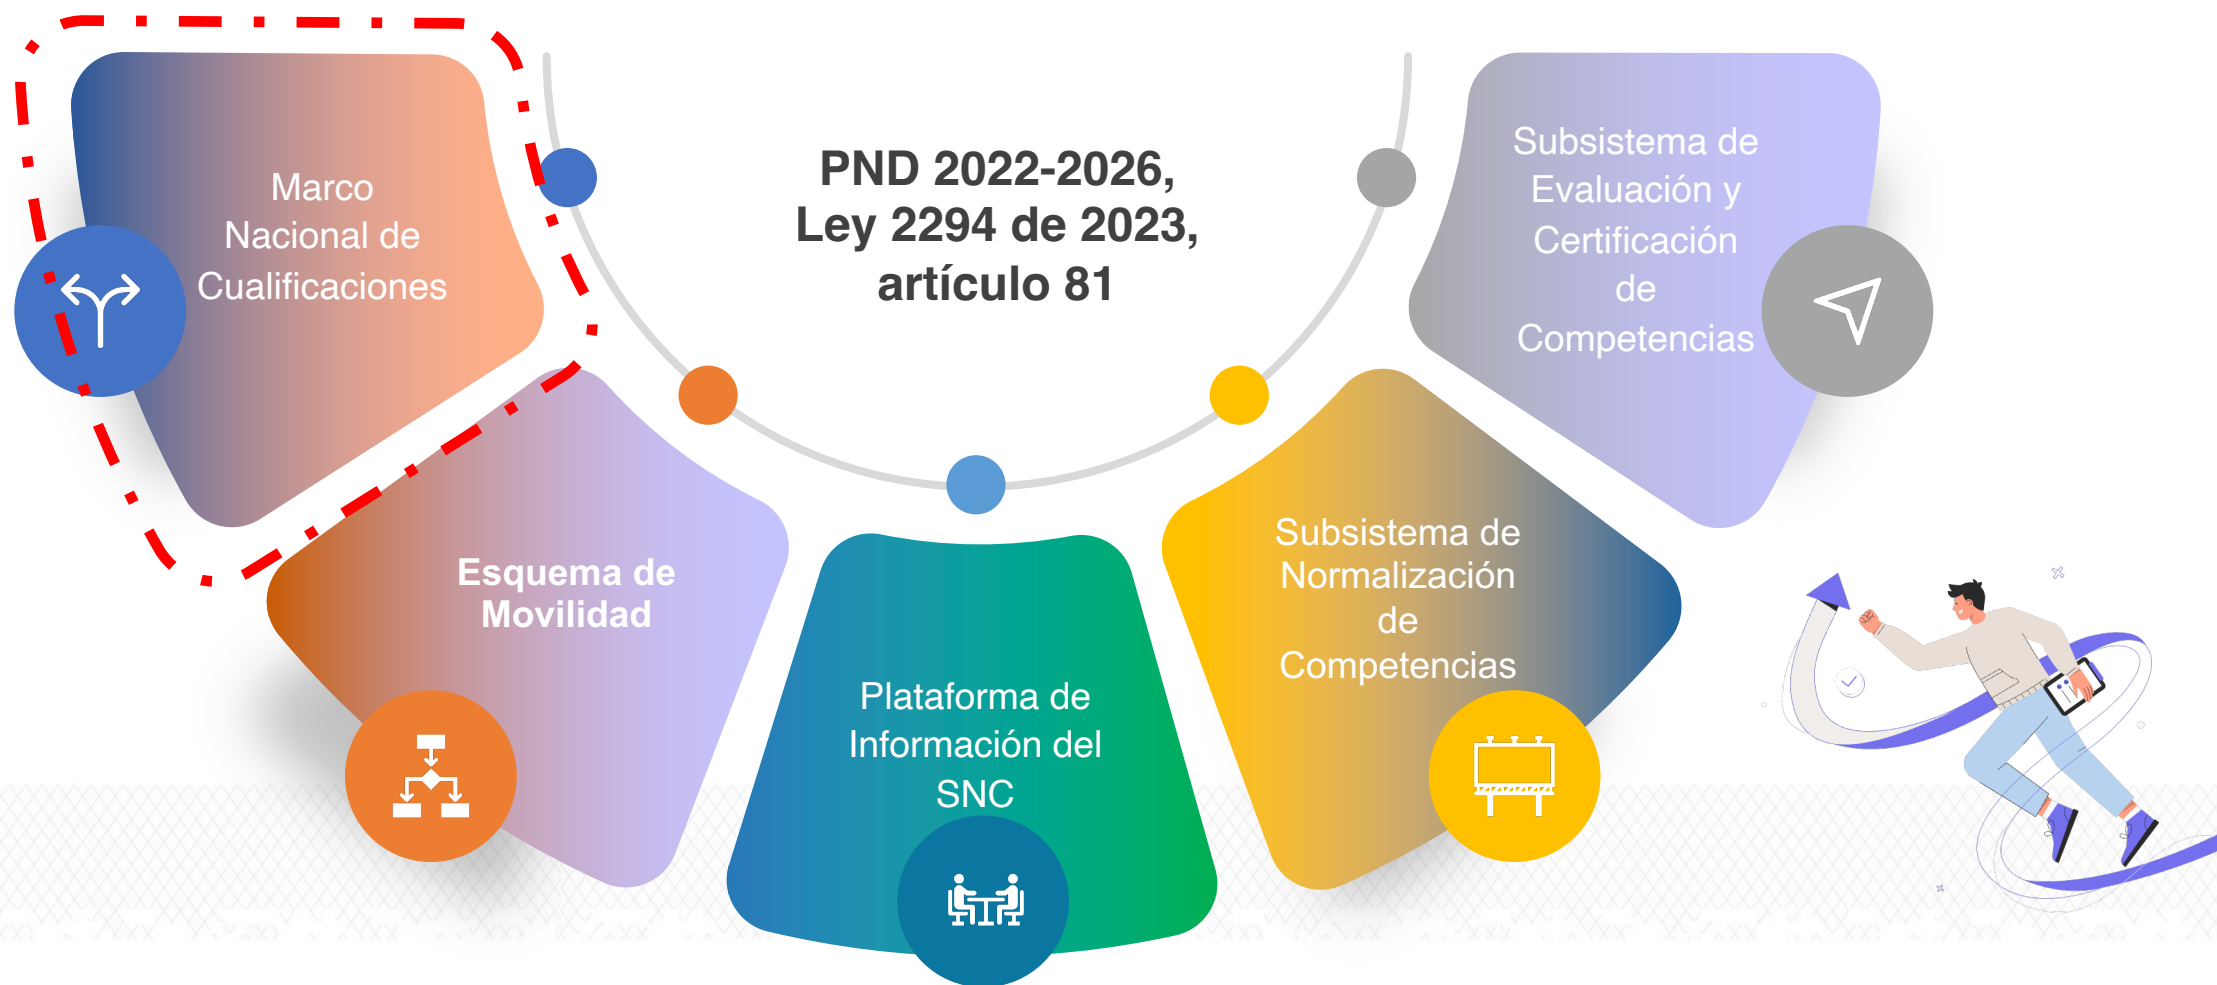 Marco
Nacional de
Cualificaciones
Esquema de
Movilidad
PND 2022-2026,
Ley 2294 de 2023,
artículo 81
Plataforma de
Información del
SNC
Subsistema de
Normalización
de
Competencias
Subsistema de
Evaluación y
Certificación
de
Competencias